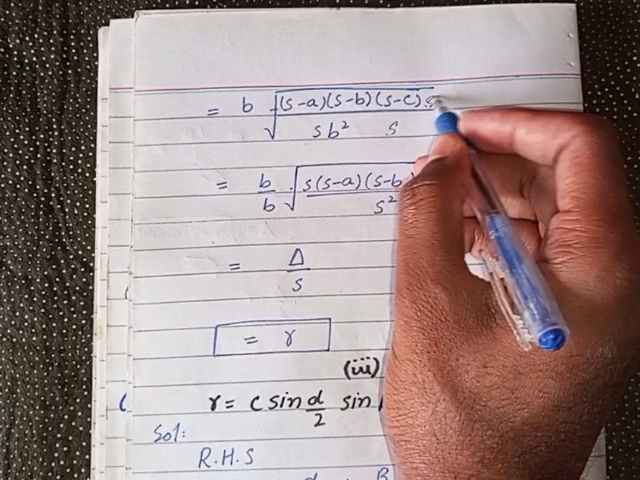 = b √(s-a)(s-b)(s-c) s
sb² s
= b/b . √s(s-a)(s-b
s²
= Δ/s
= r
(iii)
r = c sin α/2 sin
Sol:
R.H.S